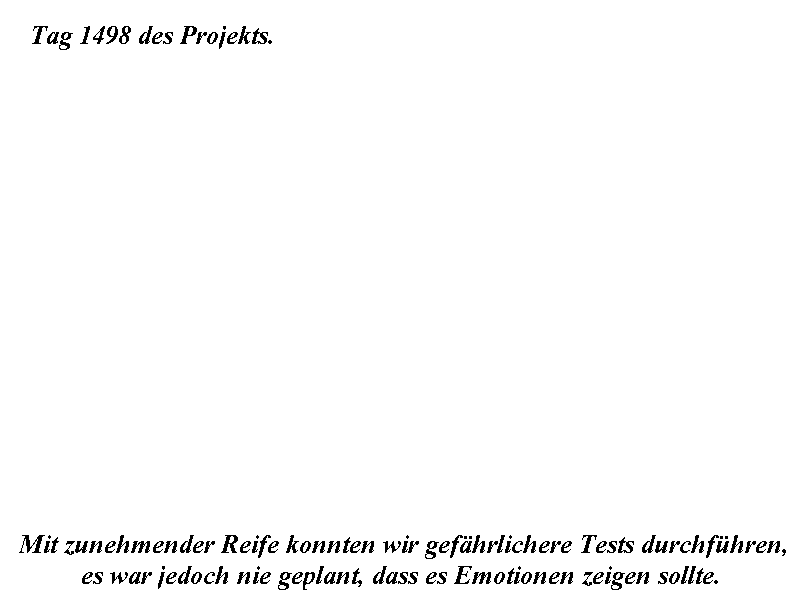 Tag 1498 des Projekts.
Mit zunehmender Reife konnten wir gefährlichere Tests durchführen,
es war jedoch nie geplant, dass es Emotionen zeigen sollte.